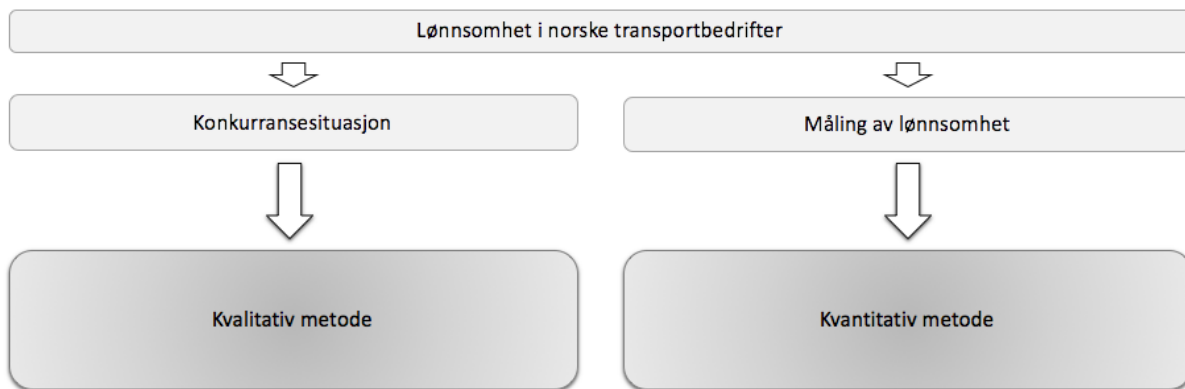 Lønnsomhet i norske transportbedrifter
Konkurransesituasjon
Måling av lønnsomhet
Kvalitativ metode
Kvantitativ metode